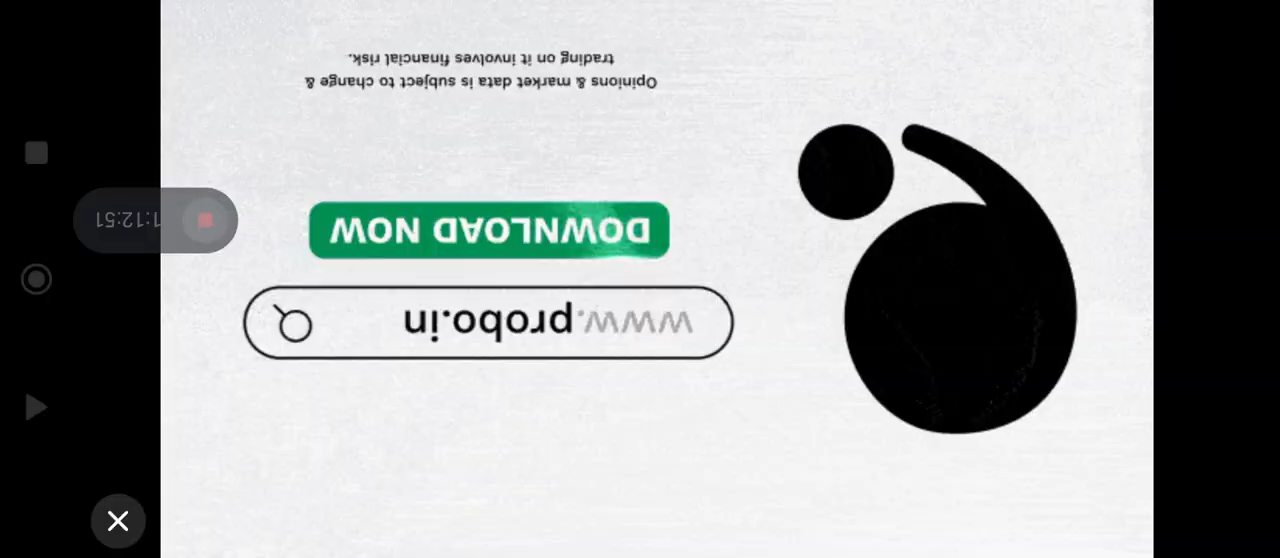 www.probo.in
DOWNLOAD NOW
1:12:51
Opinions & market data is subject to change &
trading on it involves financial risk.